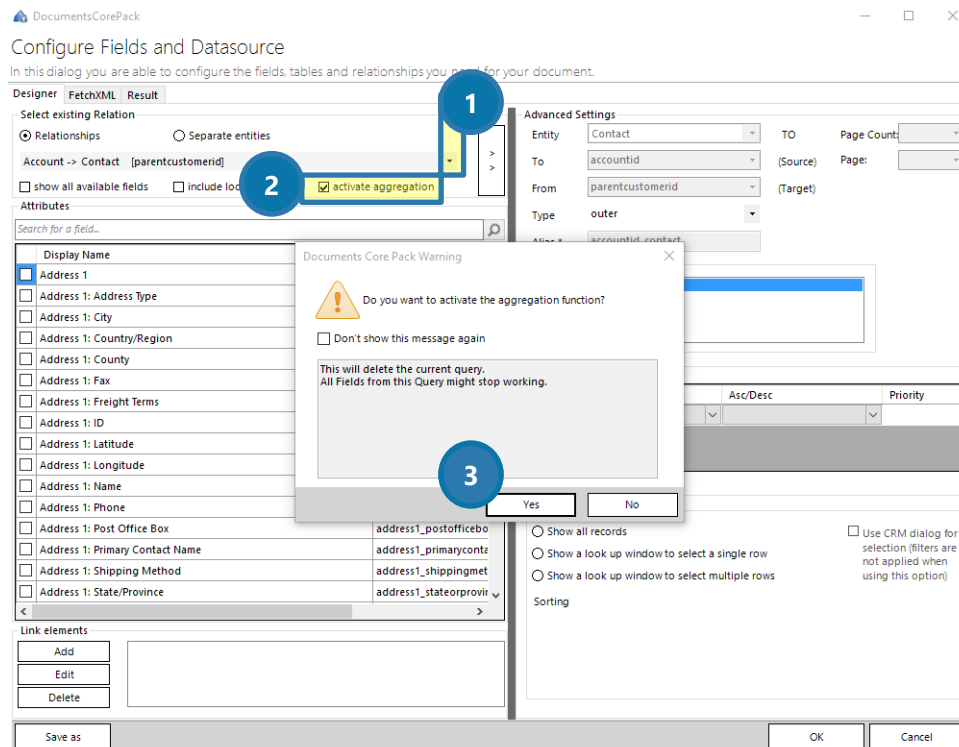 DocumentsCorePack
Configure Fields and Datasource
In this dialog you are able to configure the fields, tables and relationships you need for your document.
Designer FetchXML Result
Select existing Relation
Relationships Separate entities
Account -> Contact [parentcustomerid]
show all available fields include loo activate aggregation
1
2
> >
Attributes
Search for a field...
Display Name
Address 1
Address 1: Address Type
Address 1: City
Address 1: Country/Region
Address 1: County
Address 1: Fax
Address 1: Freight Terms
Address 1: ID
Address 1: Latitude
Address 1: Longitude
Address 1: Name
Address 1: Phone
Address 1: Post Office Box address1_postofficebo
Address 1: Primary Contact Name address1_primaryconta
Address 1: Shipping Method address1_shippingmet
Address 1: State/Province address1_stateorprovin
Link elements
Add
Edit
Delete
Save as
Advanced Settings
Entity Contact TO Page Count:
To accountid (Source) Page:
From parentcustomerid (Target)
Type outer
Alias * accountid_contact
Documents Core Pack Warning
Do you want to activate the aggregation function?
Don't show this message again
This will delete the current query.
All Fields from this Query might stop working.
3
Yes No
Asc/Desc Priority
Show all records
Show a look up window to select a single row
Show a look up window to select multiple rows
Use CRM dialog for
selection (filters are
not applied when
using this option)
Sorting
OK Cancel